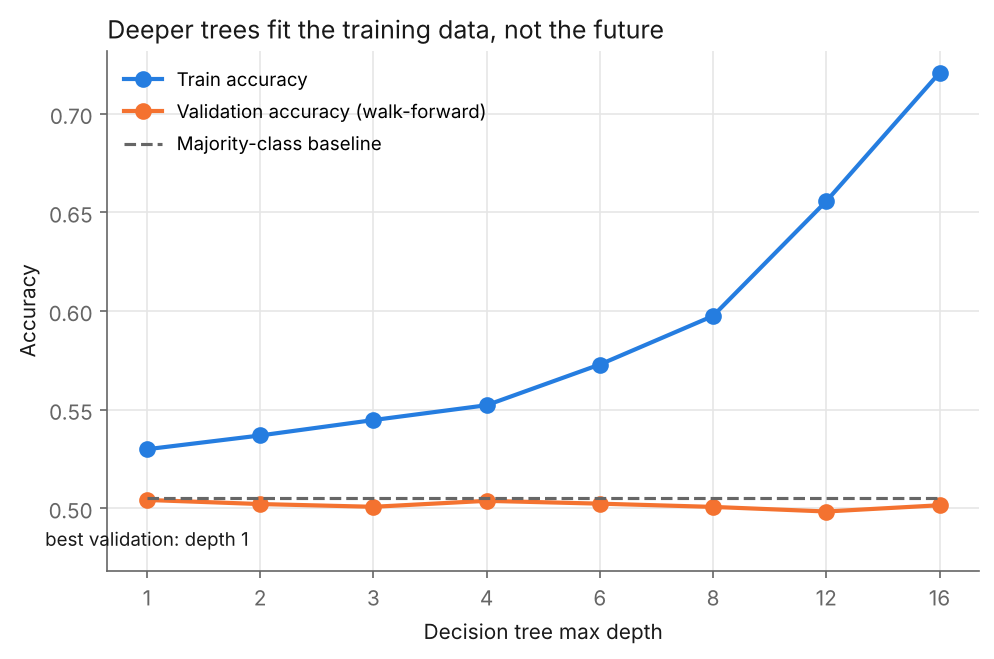 Deeper trees fit the training data, not the future
Train accuracy
Validation accuracy (walk-forward)
Majority-class baseline
0.70
0.65
0.60
0.55
0.50
Accuracy
best validation: depth 1
1 2 3 4 6 8 12 16
Decision tree max depth